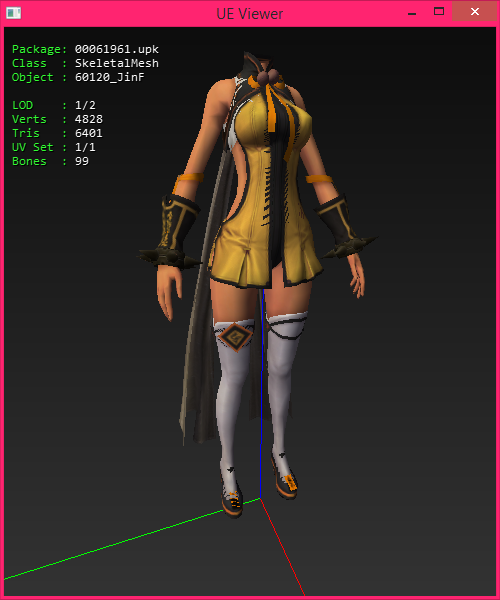 UE Viewer
Package: 00061961.upk
Class  : SkeletalMesh
Object : 60120_JinF
LOD    : 1/2
Verts  : 4828
Tris   : 6401
UV Set : 1/1
Bones  : 99